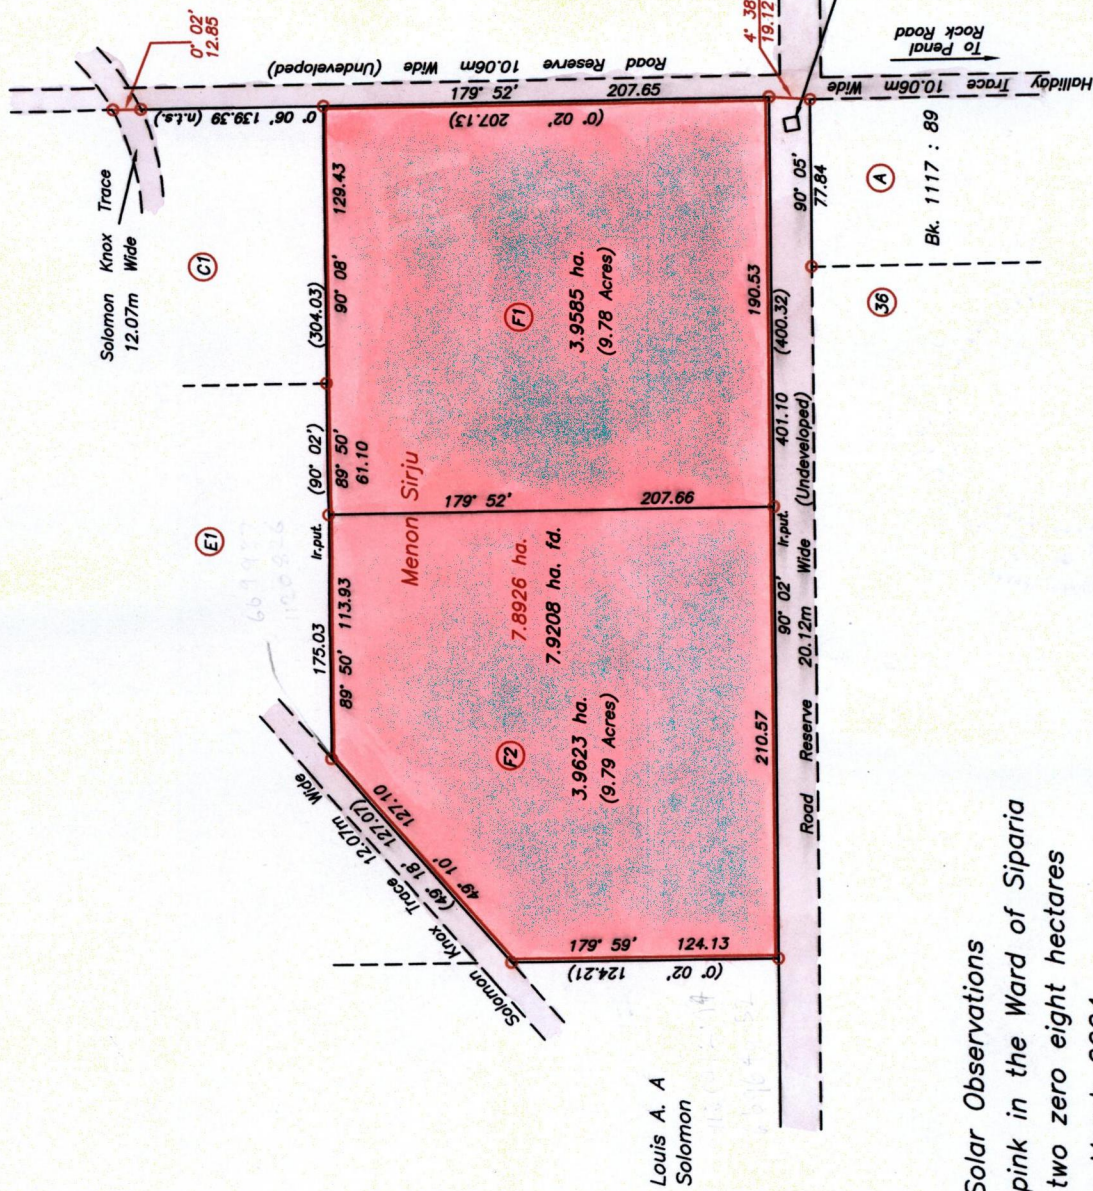 0° 02'
12.85
4° 38'
19.12
To Penal
Rock Road
Road Reserve 10.06m Wide (Undeveloped)
Halliday Trace 10.06m Wide
179° 52' 207.65
(0° 02' 207.13)
0° 06' 139.39 (n.t.s.)
Solomon Knox Trace
12.07m Wide
C1
129.43
90° 08'
(304.03)
F1
3.9585 ha.
(9.78 Acres)
190.53
(400.32)
90° 05'
77.84
A
Bk. 1117 : 89
36
(90° 02')
89° 50'
61.10
Menon Sirju
179° 52' 207.66
401.10
(Undeveloped)
Ir.put.
Ir.put.
E1
175.03
113.93
89° 50'
7.8926 ha.
7.9208 ha. fd.
90° 02'
Road Reserve 20.12m Wide
F2
3.9623 ha.
(9.79 Acres)
210.57
Solomon Knox Trace 12.07m Wide
(49° 18' 127.07)
49° 10' 127.10
179° 59' 124.13
(0° 02' 124.21)
Louis A. A
Solomon
Solar Observations
pink in the Ward of Siparia
two zero eight hectares